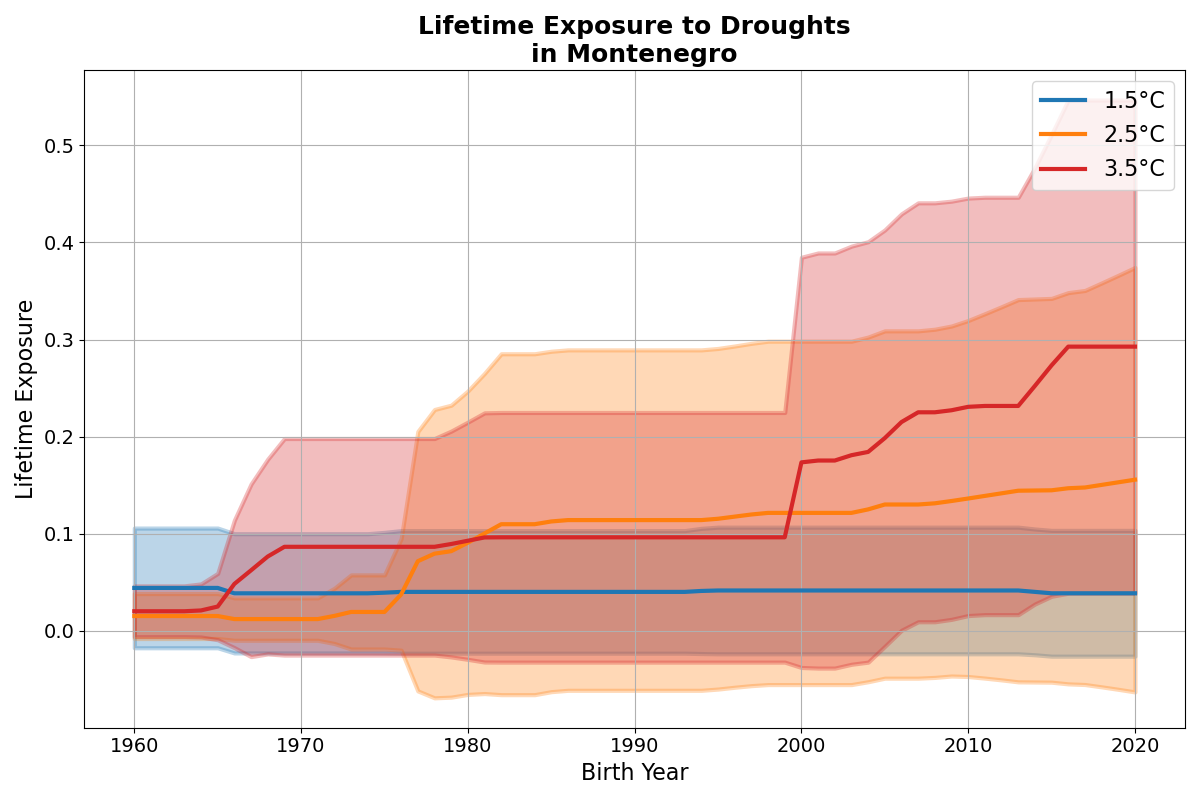 Lifetime Exposure to Droughts
in Montenegro
1.5°C
2.5°C
3.5°C
Lifetime Exposure
0.5
0.4
0.3
0.2
0.1
0.0
1960 1970 1980 1990 2000 2010 2020
Birth Year